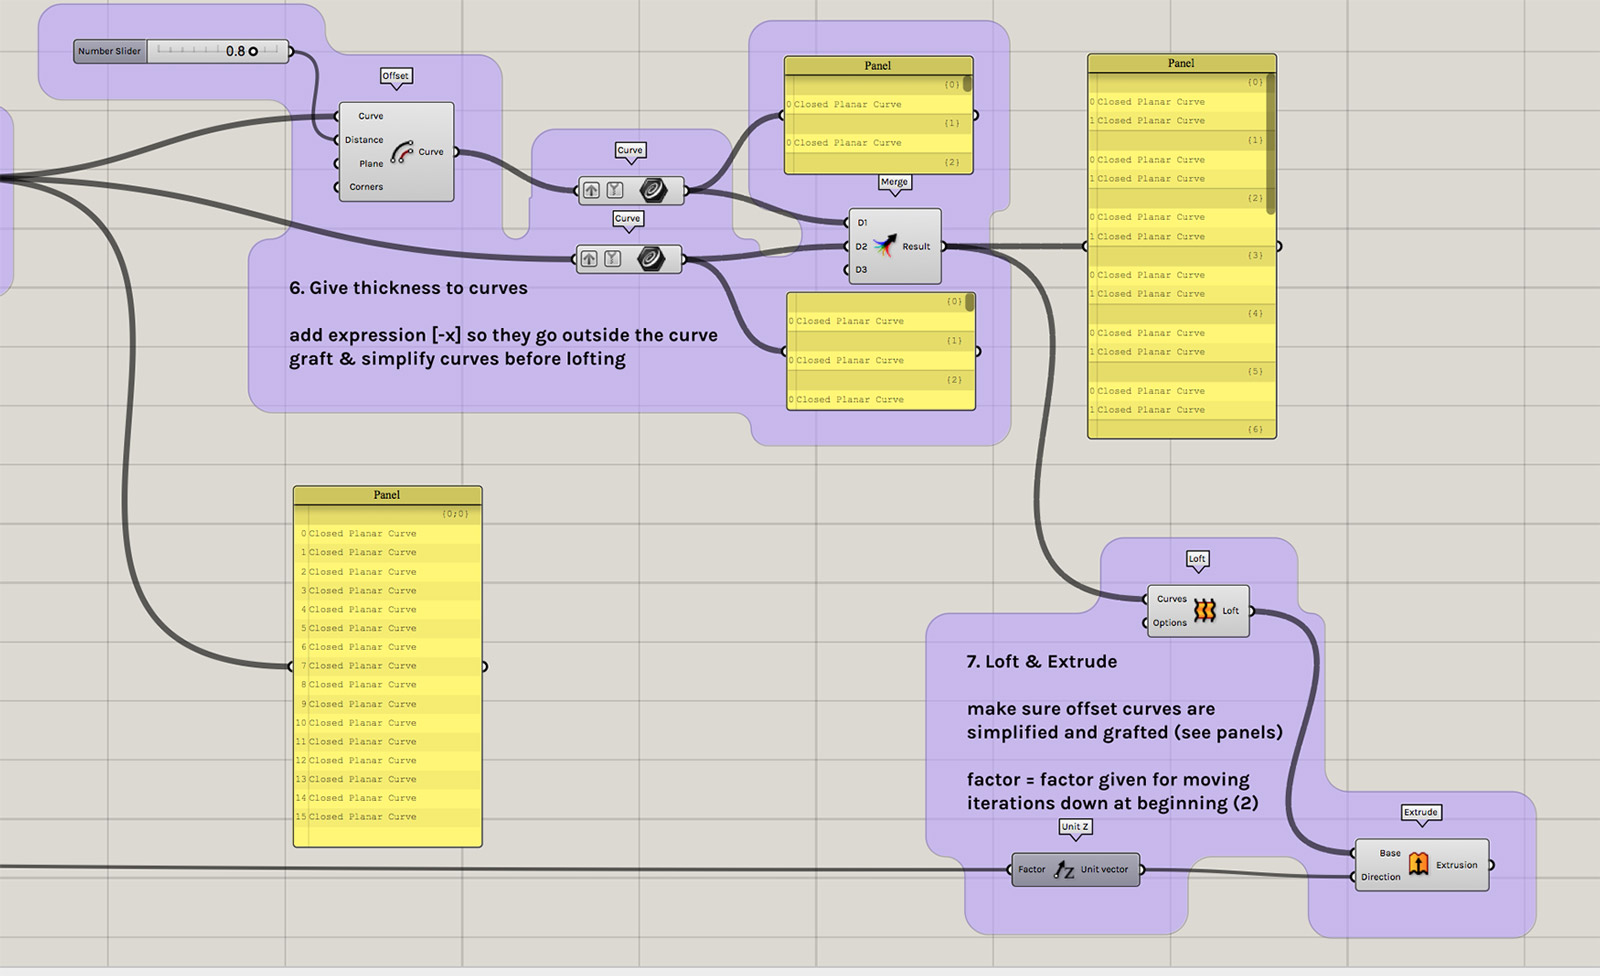 Number Slider 0.8
Offset
Curve
Distance
Plane
Corners
Curve
Curve
Curve
Panel
{0}
0 Closed Planar Curve
{1}
0 Closed Planar Curve
{2}
Merge
D1
D2
D3
Result
{0}
0 Closed Planar Curve
{1}
0 Closed Planar Curve
{2}
0 Closed Planar Curve
Panel
{0}
0 Closed Planar Curve
1 Closed Planar Curve
{1}
0 Closed Planar Curve
1 Closed Planar Curve
{2}
0 Closed Planar Curve
1 Closed Planar Curve
{3}
0 Closed Planar Curve
1 Closed Planar Curve
{4}
0 Closed Planar Curve
1 Closed Planar Curve
{5}
0 Closed Planar Curve
1 Closed Planar Curve
{6}
6. Give thickness to curves
add expression [-x] so they go outside the curve
graft & simplify curves before lofting
Panel
{0;0}
0 Closed Planar Curve
1 Closed Planar Curve
2 Closed Planar Curve
3 Closed Planar Curve
4 Closed Planar Curve
5 Closed Planar Curve
6 Closed Planar Curve
7 Closed Planar Curve
8 Closed Planar Curve
9 Closed Planar Curve
10 Closed Planar Curve
11 Closed Planar Curve
12 Closed Planar Curve
13 Closed Planar Curve
14 Closed Planar Curve
15 Closed Planar Curve
Loft
Curves
Options
Loft
7. Loft & Extrude
make sure offset curves are
simplified and grafted (see panels)
factor = factor given for moving
iterations down at beginning (2)
Unit Z
Factor Z Unit vector
Extrude
Base
Direction
Extrusion